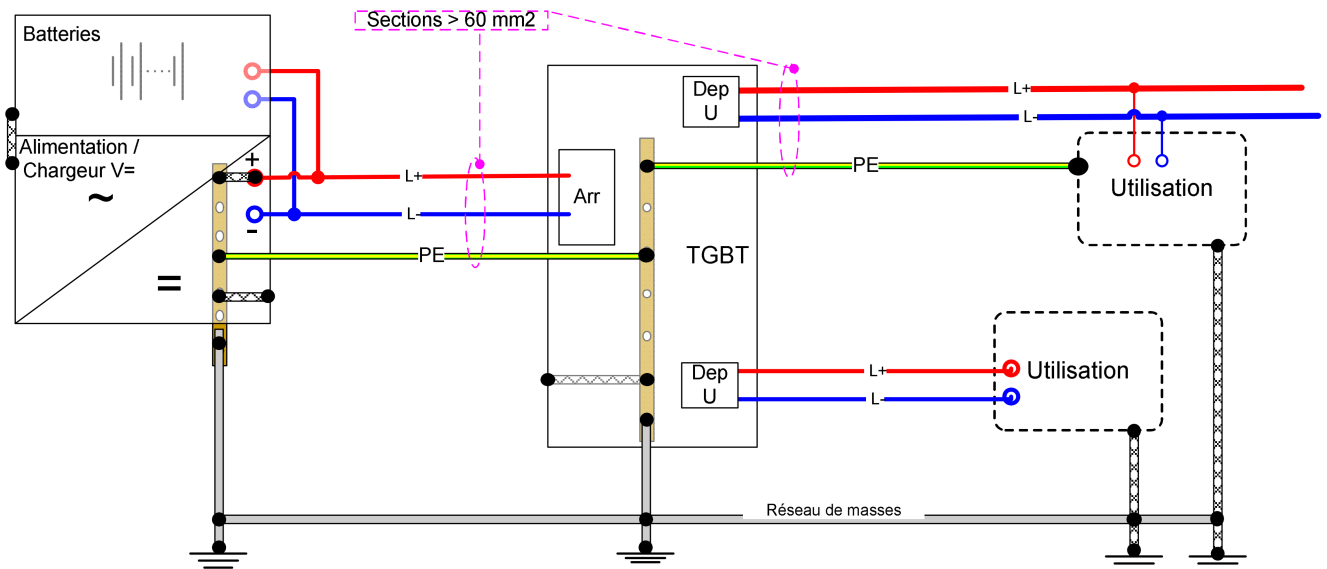 Sections > 60 mm2
Batteries
Dep
U
L+
L-
Alimentation /
Chargeur V=
~
+
-
=
L+
L-
PE
Arr
TGBT
PE
Utilisation
Dep
U
L+
L-
Utilisation
Réseau de masses